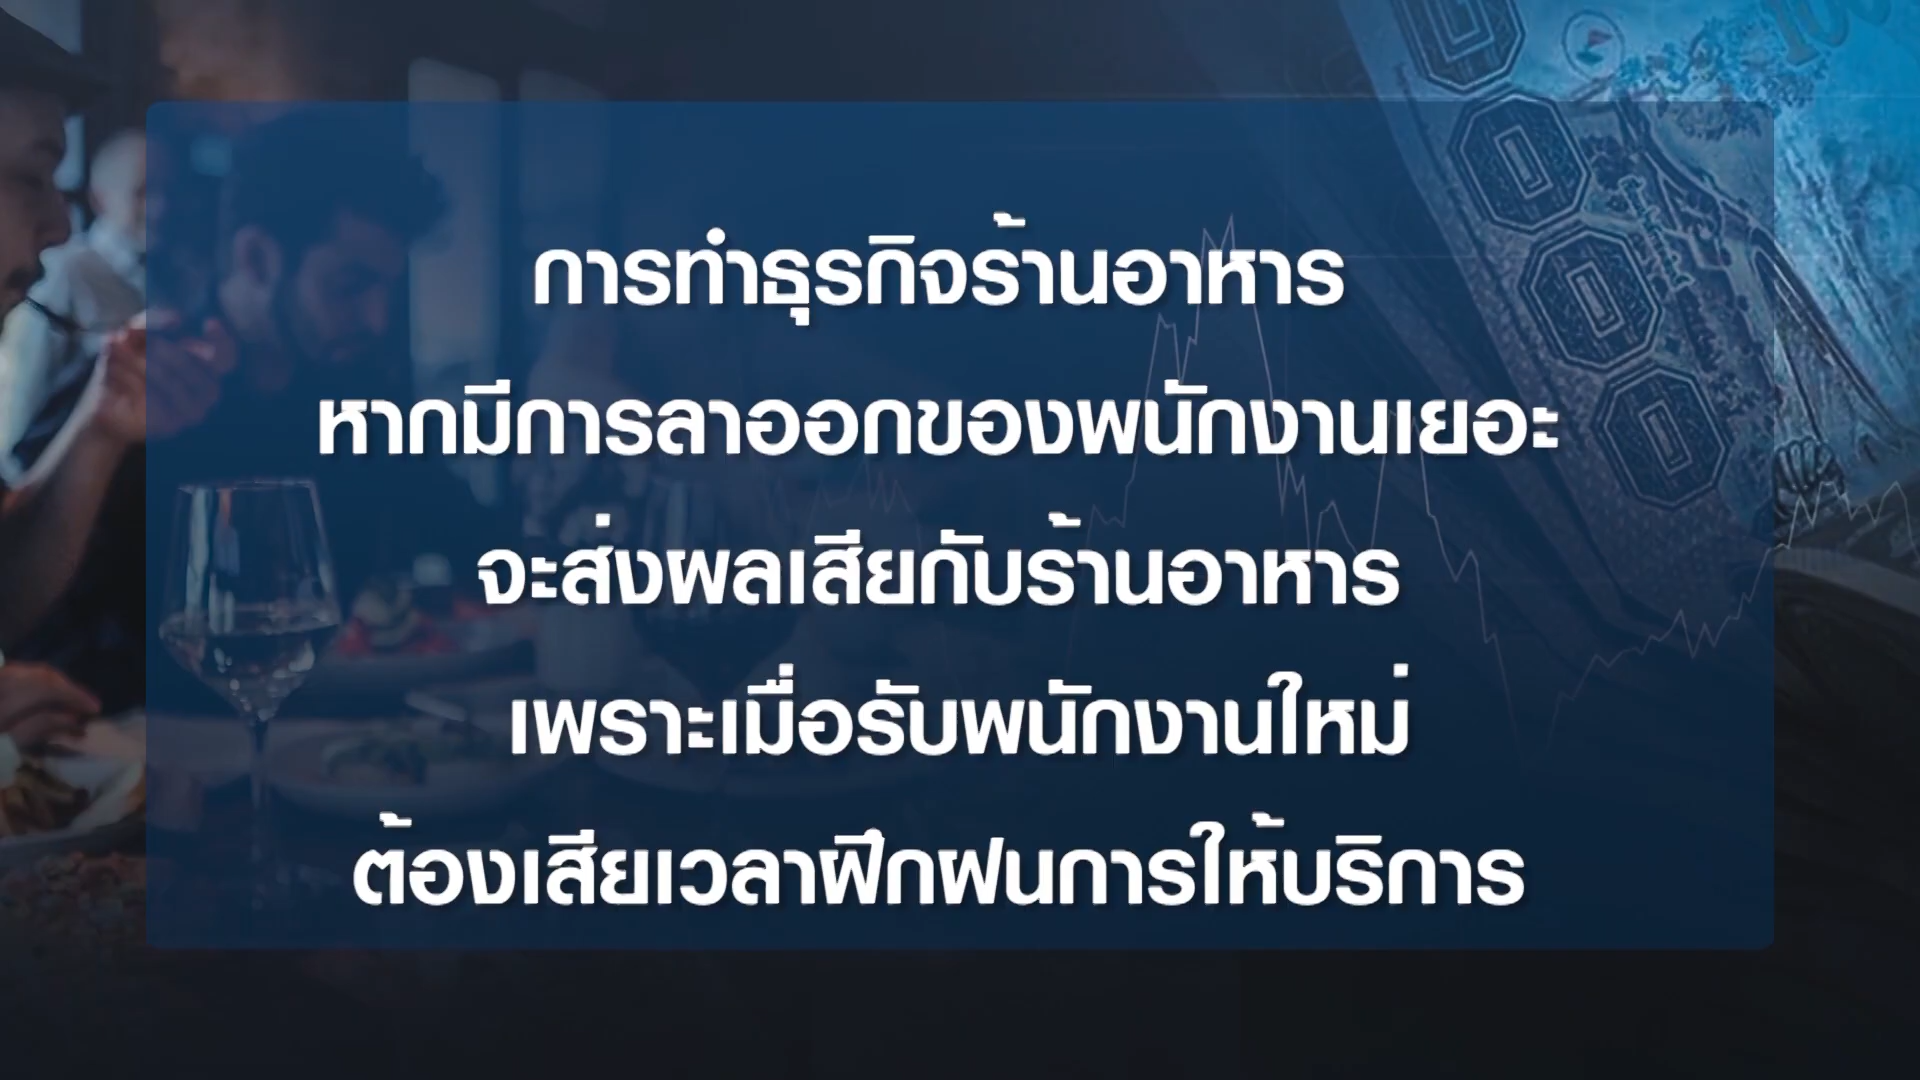 การทำธุรกิจร้านอาหาร
หากมีการลาออกของพนักงานเยอะ
จะส่งผลเสียกับร้านอาหาร
เพราะเมื่อรับพนักงานใหม่
ต้องเสียเวลาฝึกฝนการให้บริการ